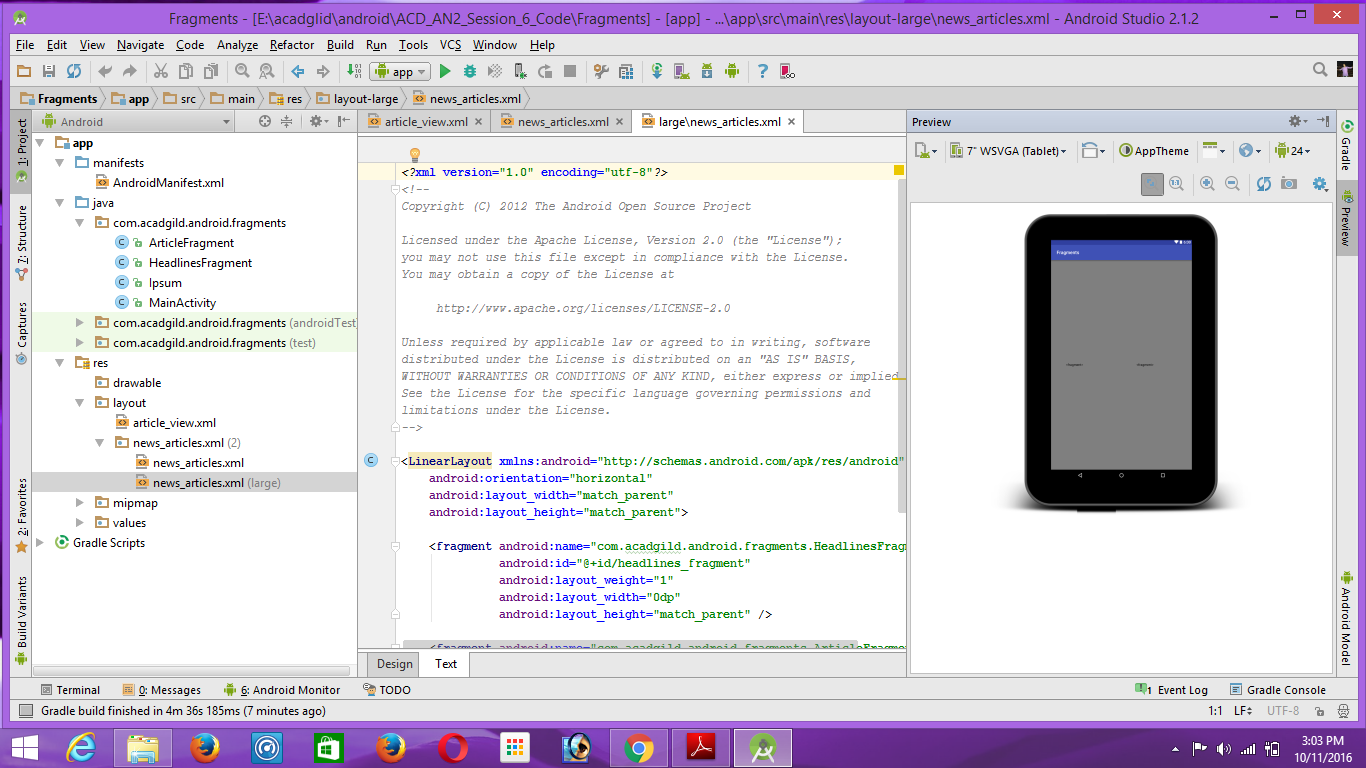 Fragments - [E:\acadglid\android\ACD_AN2_Session_6_Code\Fragments] - [app] - ...\app\src\main\res\layout-large\news_articles.xml - Android Studio 2.1.2
File Edit View Navigate Code Analyze Refactor Build Run Tools VCS Window Help
app
Fragments app src main res layout-large news_articles.xml
1: Project
7: Structure
Captures
2: Favorites
Build Variants
Android
app
manifests
AndroidManifest.xml
java
com.acadgild.android.fragments
ArticleFragment
HeadlinesFragment
Ipsum
MainActivity
com.acadgild.android.fragments (androidTest
com.acadgild.android.fragments (test)
res
drawable
layout
article_view.xml
news_articles.xml (2)
news_articles.xml
news_articles.xml (large)
mipmap
values
Gradle Scripts
article_view.xml news_articles.xml large\news_articles.xml
<?xml version="1.0" encoding="utf-8"?>
<!--
Copyright (C) 2012 The Android Open Source Project
Licensed under the Apache License, Version 2.0 (the "License");
you may not use this file except in compliance with the License.
You may obtain a copy of the License at
http://www.apache.org/licenses/LICENSE-2.0
Unless required by applicable law or agreed to in writing, software
distributed under the License is distributed on an "AS IS" BASIS,
WITHOUT WARRANTIES OR CONDITIONS OF ANY KIND, either express or implied
See the License for the specific language governing permissions and
limitations under the License.
-->
C
<LinearLayout xmlns:android="http://schemas.android.com/apk/res/android"
android:orientation="horizontal"
android:layout_width="match_parent"
android:layout_height="match_parent">
<fragment android:name="com.acadgild.android.fragments.HeadlinesFrag
android:id="@+id/headlines_fragment"
android:layout_weight="1"
android:layout_width="0dp"
android:layout_height="match_parent" />
<fragment android:name="com.acadgild.android.fragments.ArticleFragme
Design Text
Preview
7" WSVGA (Tablet) AppTheme 24
Fragments
Gradle
Preview
Android Model
Terminal 0: Messages 6: Android Monitor TODO
1 Event Log Gradle Console
Gradle build finished in 4m 36s 185ms (7 minutes ago)
1:1 LF UTF-8
3:03 PM
10/11/2016